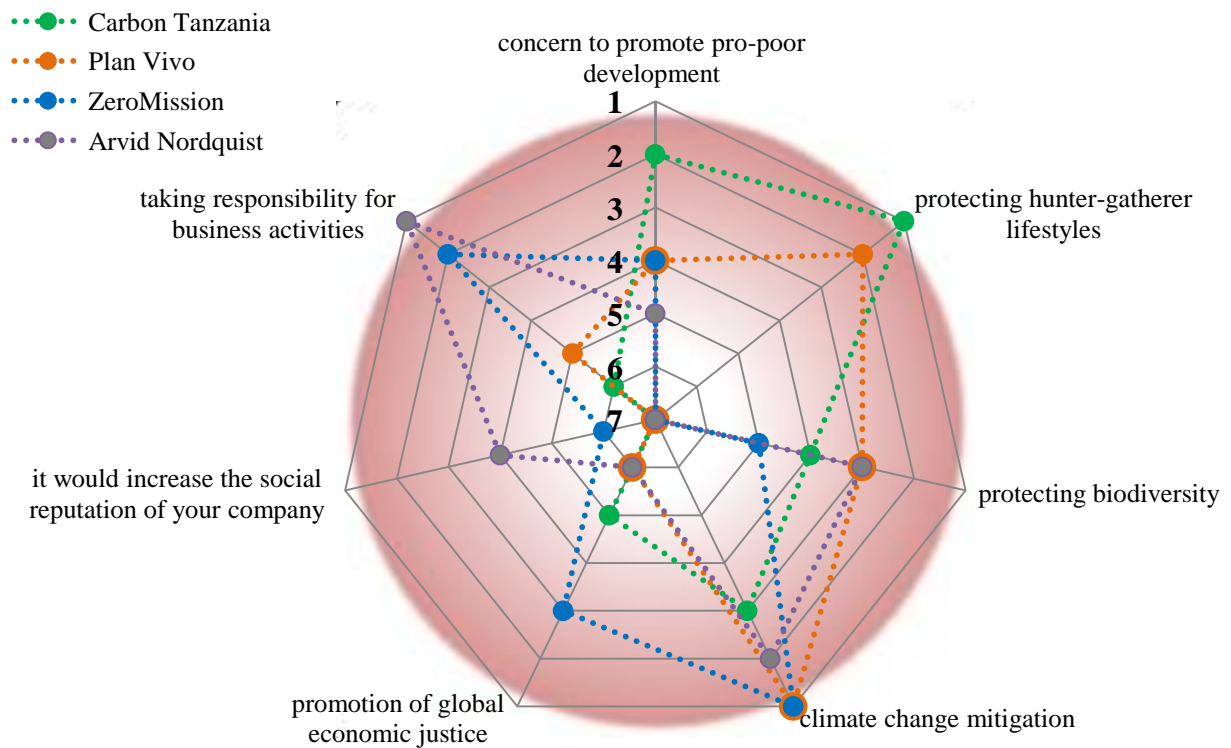 Carbon Tanzania
Plan Vivo
ZeroMission
Arvid Nordquist
concern to promote pro-poor
development
1
2
3
4
5
6
7
taking responsibility for
business activities
protecting hunter-gatherer
lifestyles
it would increase the social
reputation of your company
protecting biodiversity
promotion of global
economic justice
climate change mitigation